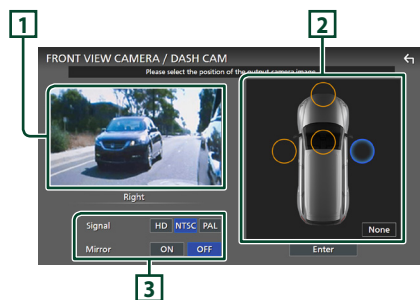 1
2
FRONT VIEW CAMERA / DASH CAM
Please select the position of the output camera image.
Right
Signal HD NTSC PAL
Mirror ON OFF
None
Enter
3